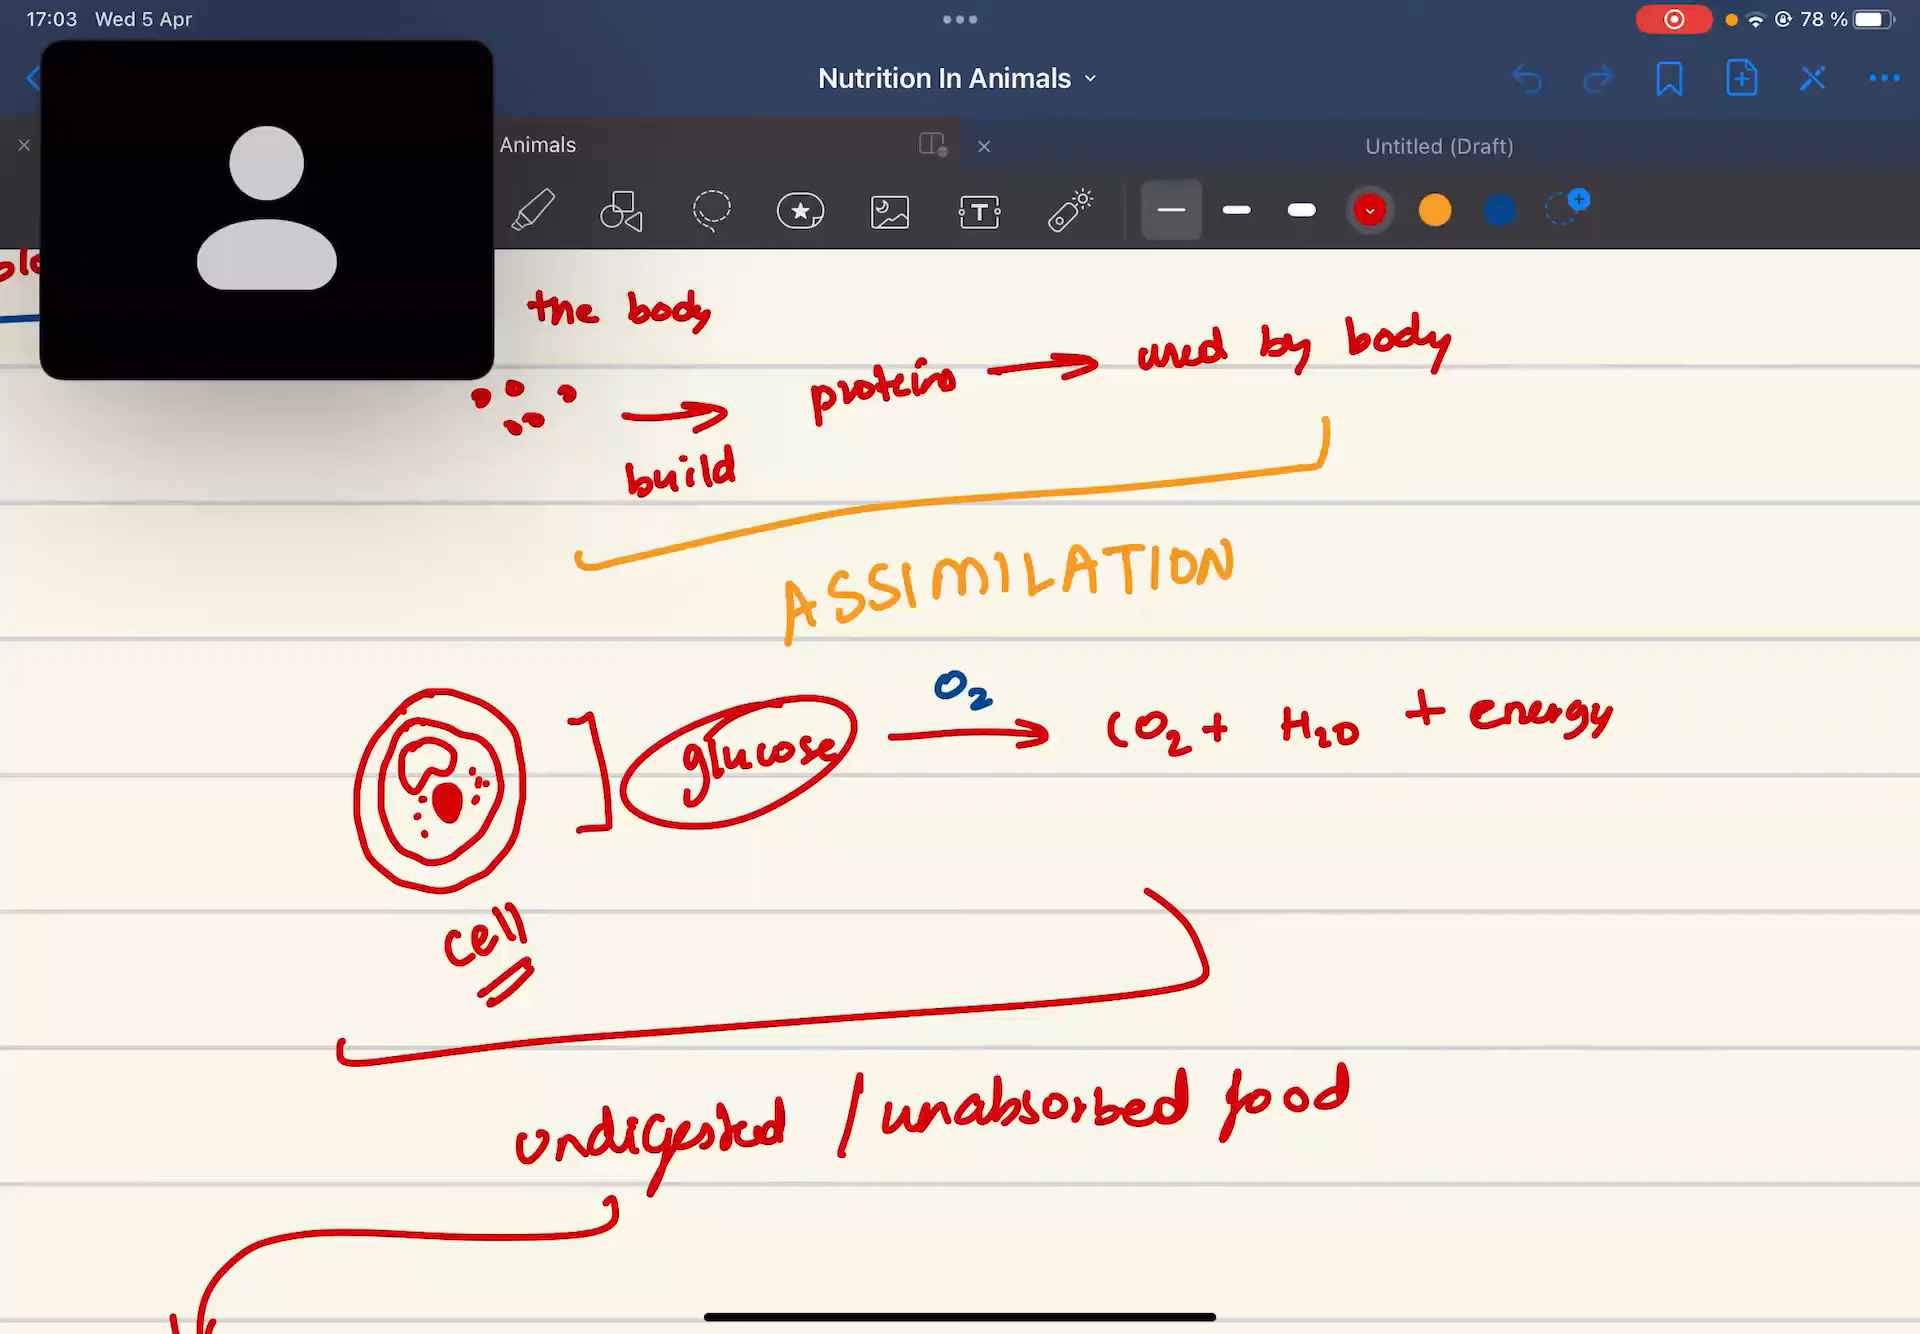 17:03 Wed 5 Apr
78 %
Nutrition In Animals
Animals
Untitled (Draft)
T
the body
protein → used by body
→
build
ASSIMILATION
glucose O₂ → CO₂ + H₂O + energy
cell
undigested / unabsorbed food